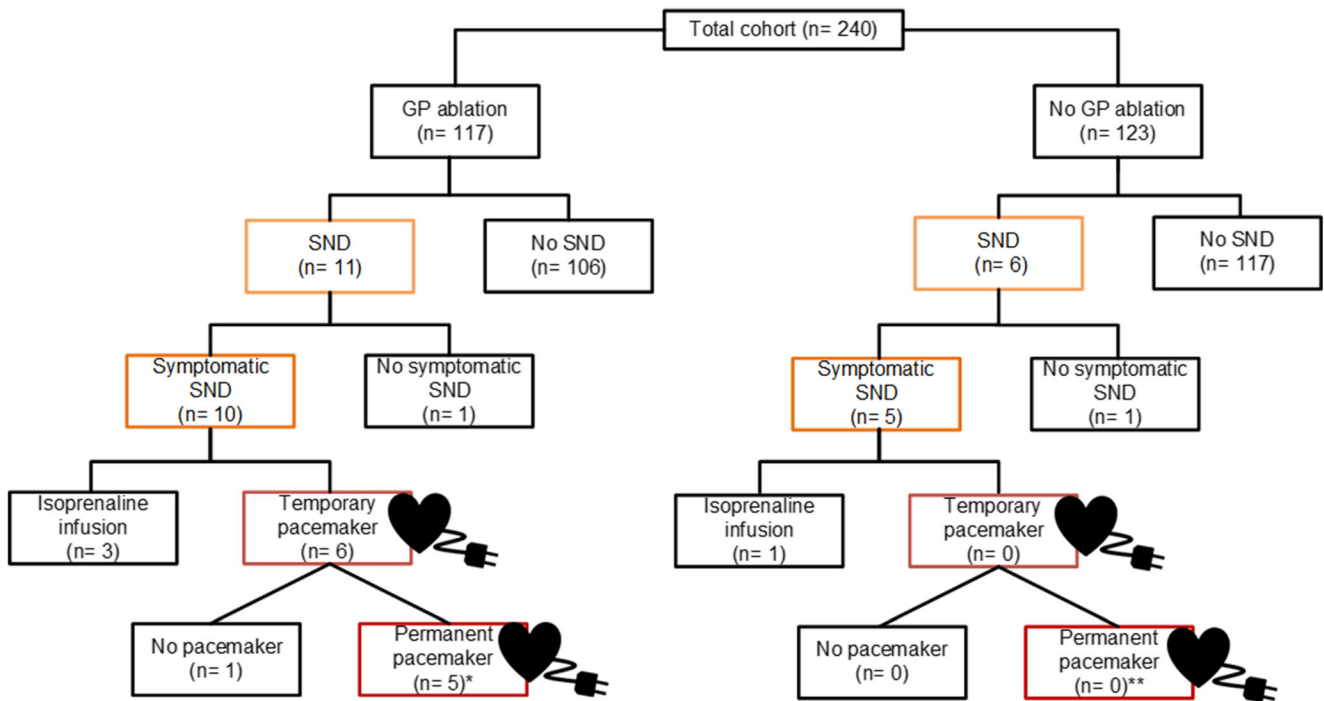 Total cohort (n= 240)
GP ablation
(n= 117)
No GP ablation
(n= 123)
SND
(n= 11)
No SND
(n= 106)
SND
(n= 6)
No SND
(n= 117)
Symptomatic
SND
(n= 10)
No symptomatic
SND
(n= 1)
Symptomatic
SND
(n= 5)
No symptomatic
SND
(n= 1)
Isoprenaline
infusion
(n= 3)
Temporary
pacemaker
(n= 6)
Isoprenaline
infusion
(n= 1)
Temporary
pacemaker
(n= 0)
No pacemaker
(n= 1)
Permanent
pacemaker
(n= 5)*
No pacemaker
(n= 0)
Permanent
pacemaker
(n= 0)**